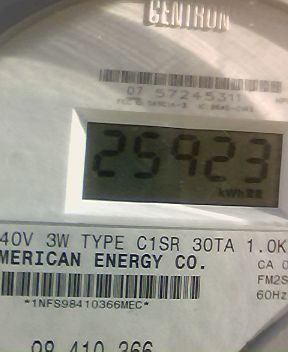 CENTRON
07 57245311
25923
kWh
40V 3W TYPE C1SR 30TA 1.0K
MERICAN ENERGY CO.
CA 0
FM2S
60Hz
*1NFS98410366MEC*
98 410 366